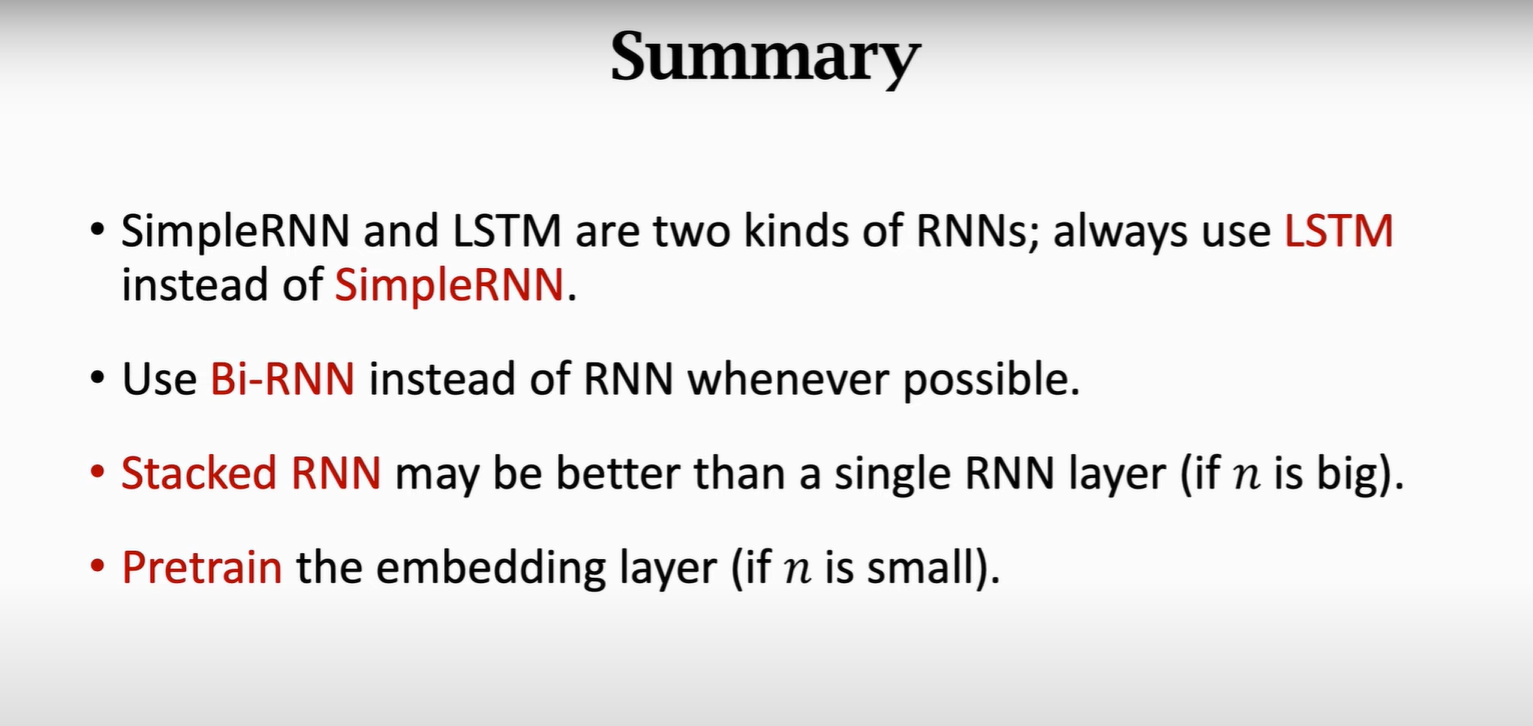 Summary
• SimpleRNN and LSTM are two kinds of RNNs; always use LSTM
instead of SimpleRNN.
• Use Bi-RNN instead of RNN whenever possible.
• Stacked RNN may be better than a single RNN layer (if n is big).
• Pretrain the embedding layer (if n is small).